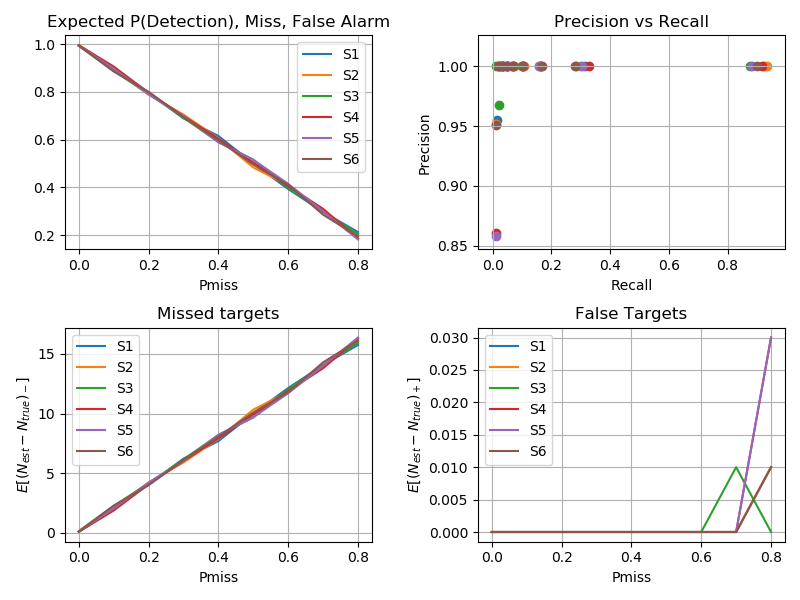 Expected P(Detection), Miss, False Alarm
1.0
0.8
0.6
0.4
0.2
0.0 0.2 0.4 0.6 0.8
Pmiss
S1
S2
S3
S4
S5
S6
Precision vs Recall
Precision
1.00
0.95
0.90
0.85
0.0 0.2 0.4 0.6 0.8
Recall
Missed targets
E[(N_est − N_true)_−]
15
10
5
0
0.0 0.2 0.4 0.6 0.8
Pmiss
S1
S2
S3
S4
S5
S6
False Targets
E[(N_est − N_true)_+]
0.030
0.025
0.020
0.015
0.010
0.005
0.000
0.0 0.2 0.4 0.6 0.8
Pmiss
S1
S2
S3
S4
S5
S6